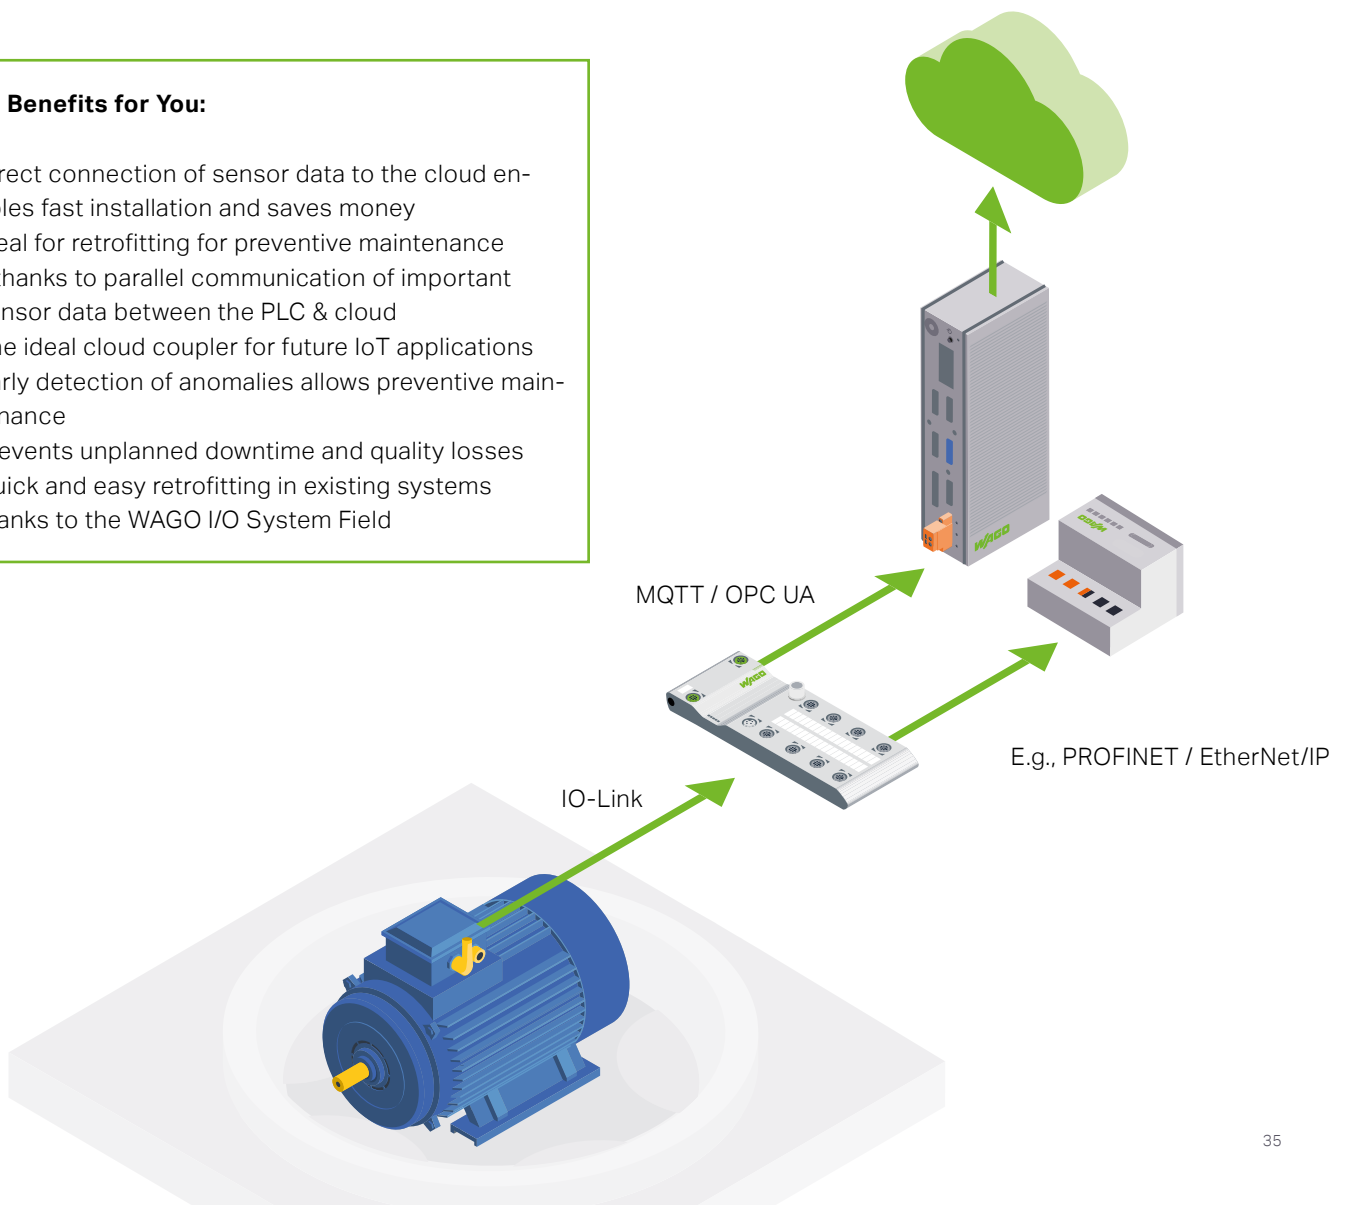 Benefits for You:
rect connection of sensor data to the cloud en-
les fast installation and saves money
eal for retrofitting for preventive maintenance
thanks to parallel communication of important
nsor data between the PLC & cloud
e ideal cloud coupler for future IoT applications
rly detection of anomalies allows preventive main-
nance
events unplanned downtime and quality losses
uick and easy retrofitting in existing systems
anks to the WAGO I/O System Field
WAGO
WAGO
MQTT / OPC UA
WAGO
E.g., PROFINET / EtherNet/IP
IO-Link
35